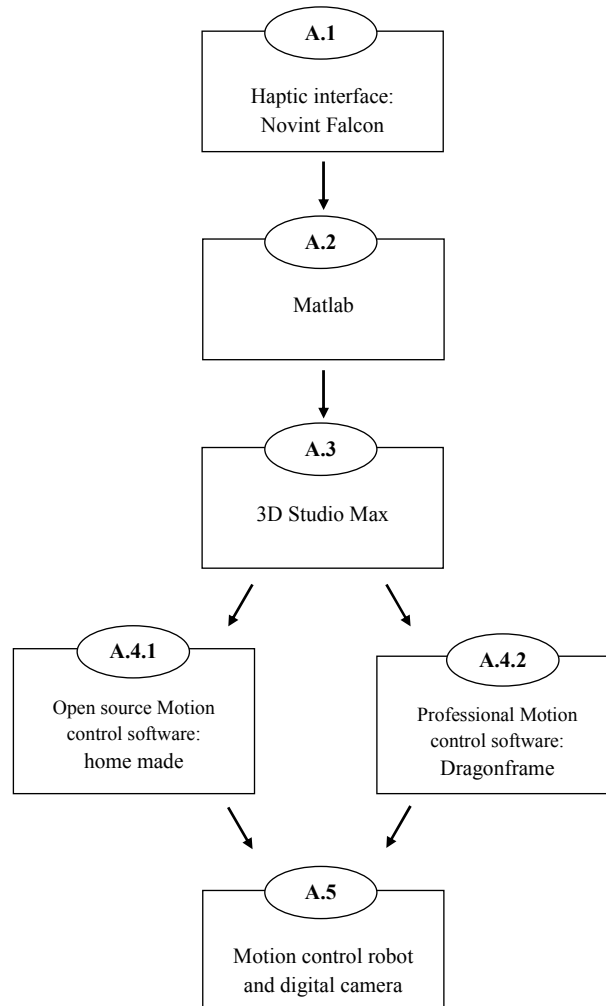 A.1
Haptic interface:
Novint Falcon
A.2
Matlab
A.3
3D Studio Max
A.4.1
Open source Motion
control software:
home made
A.4.2
Professional Motion
control software:
Dragonframe
A.5
Motion control robot
and digital camera